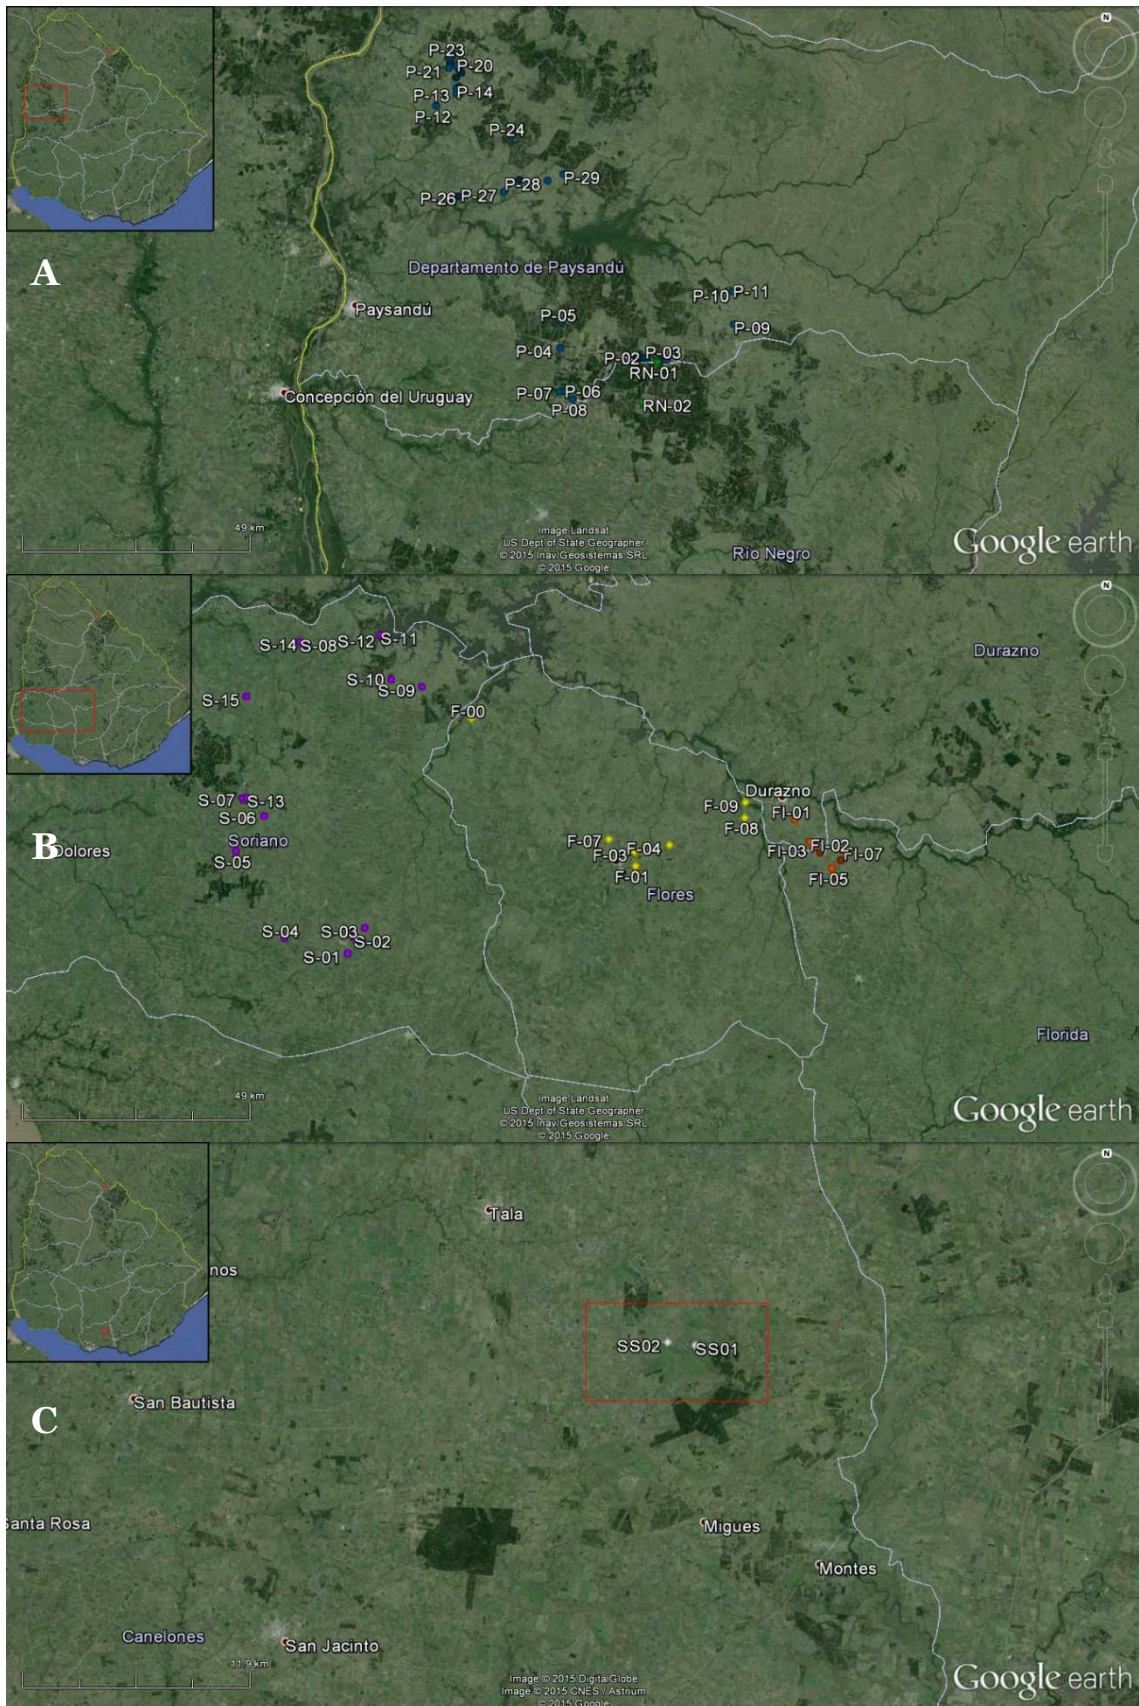 N
P-23
P-21 P-20
P-13 P-14
P-12
P-24
P-28 P-29
P-26 P-27
A
Departamento de Paysandú
P-10 P-11
Paysandú
P-05
P-09
P-04
P-02 P-03
RN-01
P-07 P-06
Concepción del Uruguay
P-08
RN-02
49 km
Image Landsat
US Dept of State Geographer
© 2015 Inav/Geosistemas SRL
© 2015 Google
Río Negro
Google earth
N
S-14 S-08 S-12 S-11
Durazno
S-10
S-09
S-15
F-00
Durazno
S-07 S-13
F-09
FI-01
S-06
F-08
Soriano
F-07
F-04
FI-02
B
Dolores
F-03
FI-03
FI-07
S-05
F-01
FI-05
Flores
S-04 S-03
S-02
S-01
Florida
49 km
Image Landsat
US Dept of State Geographer
© 2015 Inav/Geosistemas SRL
© 2015 Google
Google earth
N
Tala
nos
SS02 SS01
San Bautista
C
Santa Rosa
Migues
Montes
Canelones
San Jacinto
11.9 km
Image © 2015 DigitalGlobe
Image © 2015 CNES / Astrium
© 2015 Google
Google earth